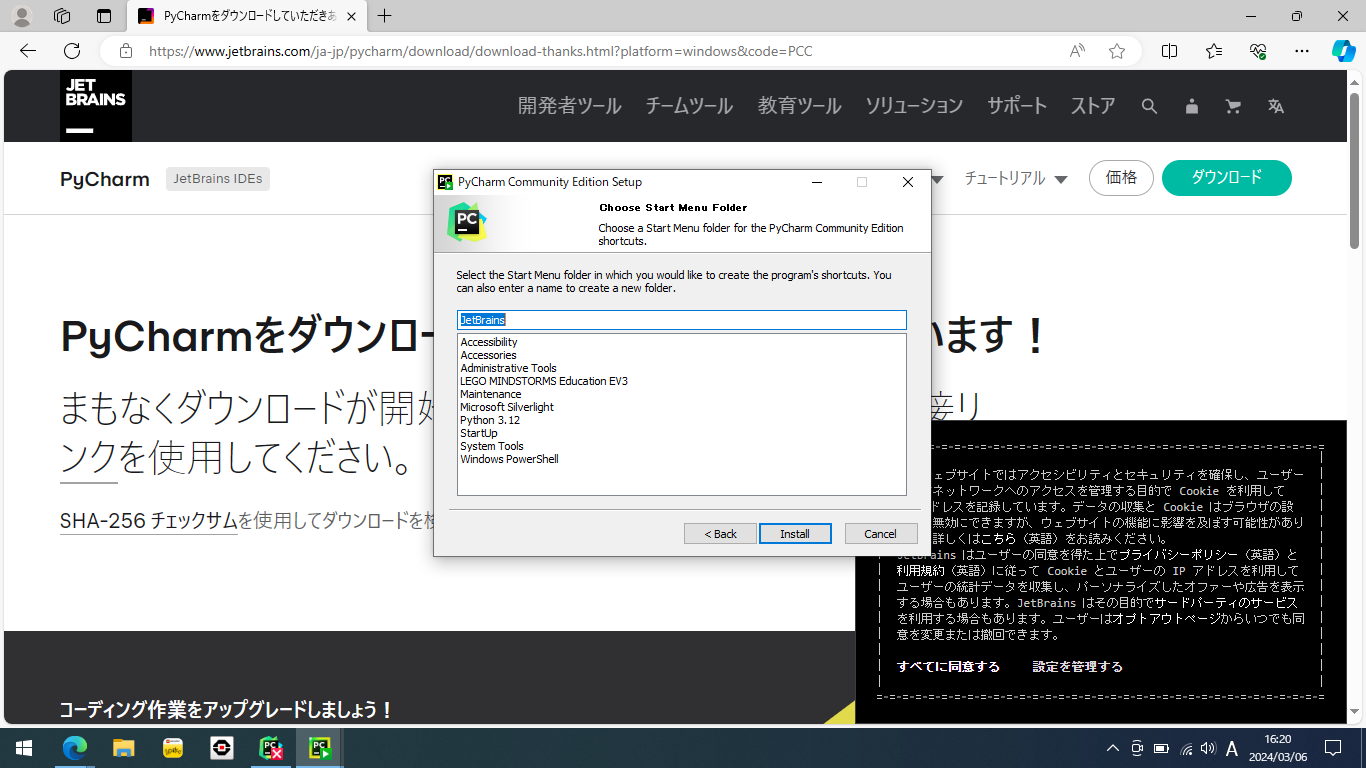 PyCharmをダウンロードしていただきあ
https://www.jetbrains.com/ja-jp/pycharm/download/download-thanks.html?platform=windows&code=PCC
JET
BRAINS
開発者ツール チームツール 教育ツール ソリューション サポート ストア
PyCharm JetBrains IDEs
チュートリアル 価格 ダウンロード
PyCharm Community Edition Setup
Choose Start Menu Folder
Choose a Start Menu folder for the PyCharm Community Edition
shortcuts.
Select the Start Menu folder in which you would like to create the program's shortcuts. You
can also enter a name to create a new folder.
JetBrains
Accessibility
Accessories
Administrative Tools
LEGO MINDSTORMS Education EV3
Maintenance
Microsoft Silverlight
Python 3.12
StartUp
System Tools
Windows PowerShell
< Back Install Cancel
PyCharmをダウンロー います！
まもなくダウンロードが開始 接リ
ンクを使用してください。
SHA-256 チェックサムを使用してダウンロードを検
ェブサイトではアクセシビリティとセキュリティを確保し、ユーザー
ネットワークへのアクセスを管理する目的で Cookie を利用して
ドレスを記録しています。データの収集と Cookie はブラウザの設
無効にできますが、ウェブサイトの機能に影響を及ぼす可能性があり
詳しくはこちら（英語）をお読みください。
JetBrains はユーザーの同意を得た上でプライバシーポリシー（英語）と
利用規約（英語）に従って Cookie とユーザーの IP アドレスを利用して
ユーザーの統計データを収集し、パーソナライズしたオファーや広告を表示
する場合もあります。JetBrains はその目的でサードパーティのサービス
を利用する場合もあります。ユーザーはオプトアウトページからいつでも同
意を変更または撤回できます。
すべてに同意する 設定を管理する
コーディング作業をアップグレードしましょう！
A 16:20
2024/03/06